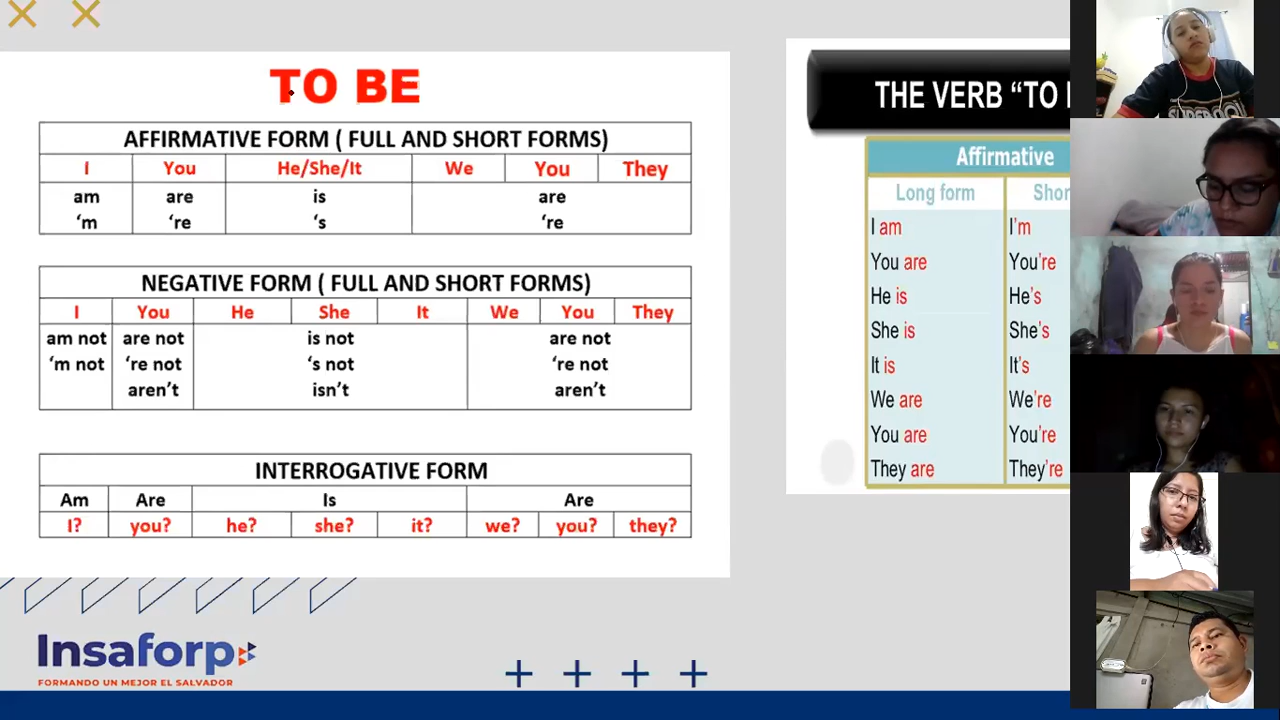 TO BE
AFFIRMATIVE FORM ( FULL AND SHORT FORMS)
I You He/She/It We You They
am are is are
‘m ‘re ‘s ‘re
NEGATIVE FORM ( FULL AND SHORT FORMS)
I You He She It We You They
am not are not is not are not
‘m not ‘re not ‘s not ‘re not
aren’t isn’t aren’t
INTERROGATIVE FORM
Am Are Is Are
I? you? he? she? it? we? you? they?
Insaforp
FORMANDO UN MEJOR EL SALVADOR
THE VERB “TO
Affirmative
Long form Shor
I am I’m
You are You’re
He is He’s
She is She’s
It is It’s
We are We’re
You are You’re
They are They’re